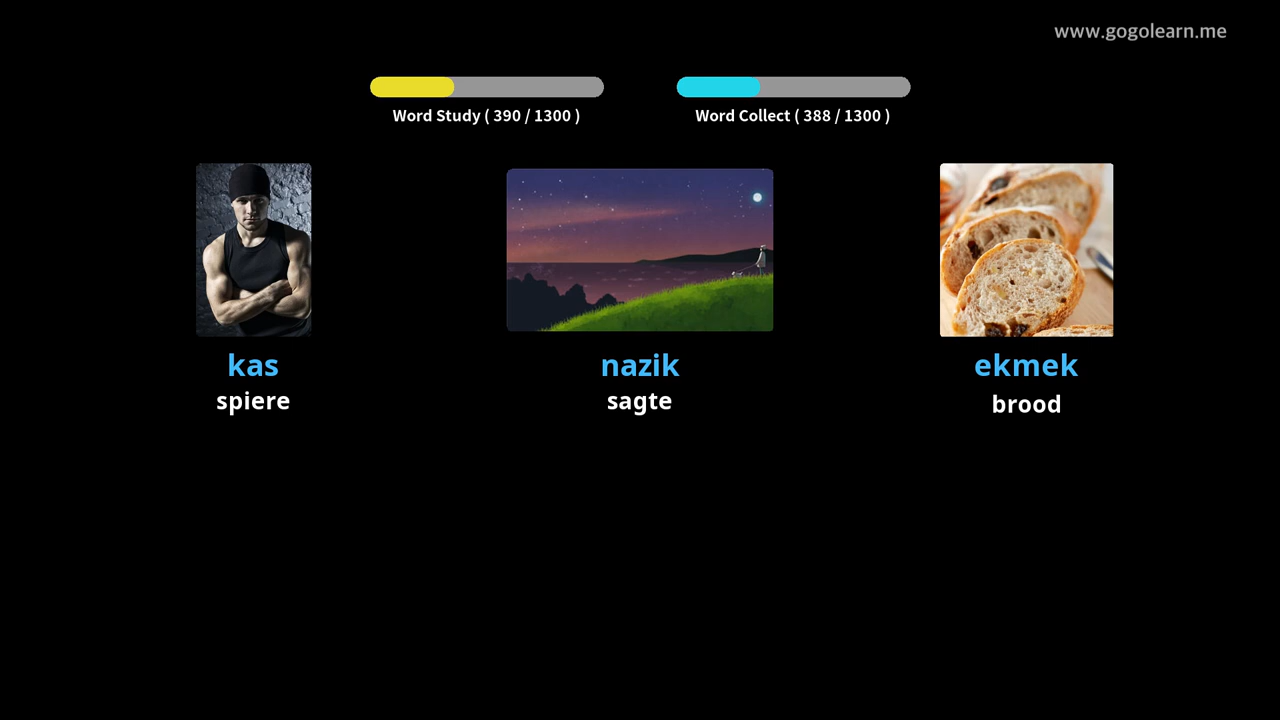 www.gogolearn.me
Word Study ( 390 / 1300 )
Word Collect ( 388 / 1300 )
kas
spiere
nazik
sagte
ekmek
brood